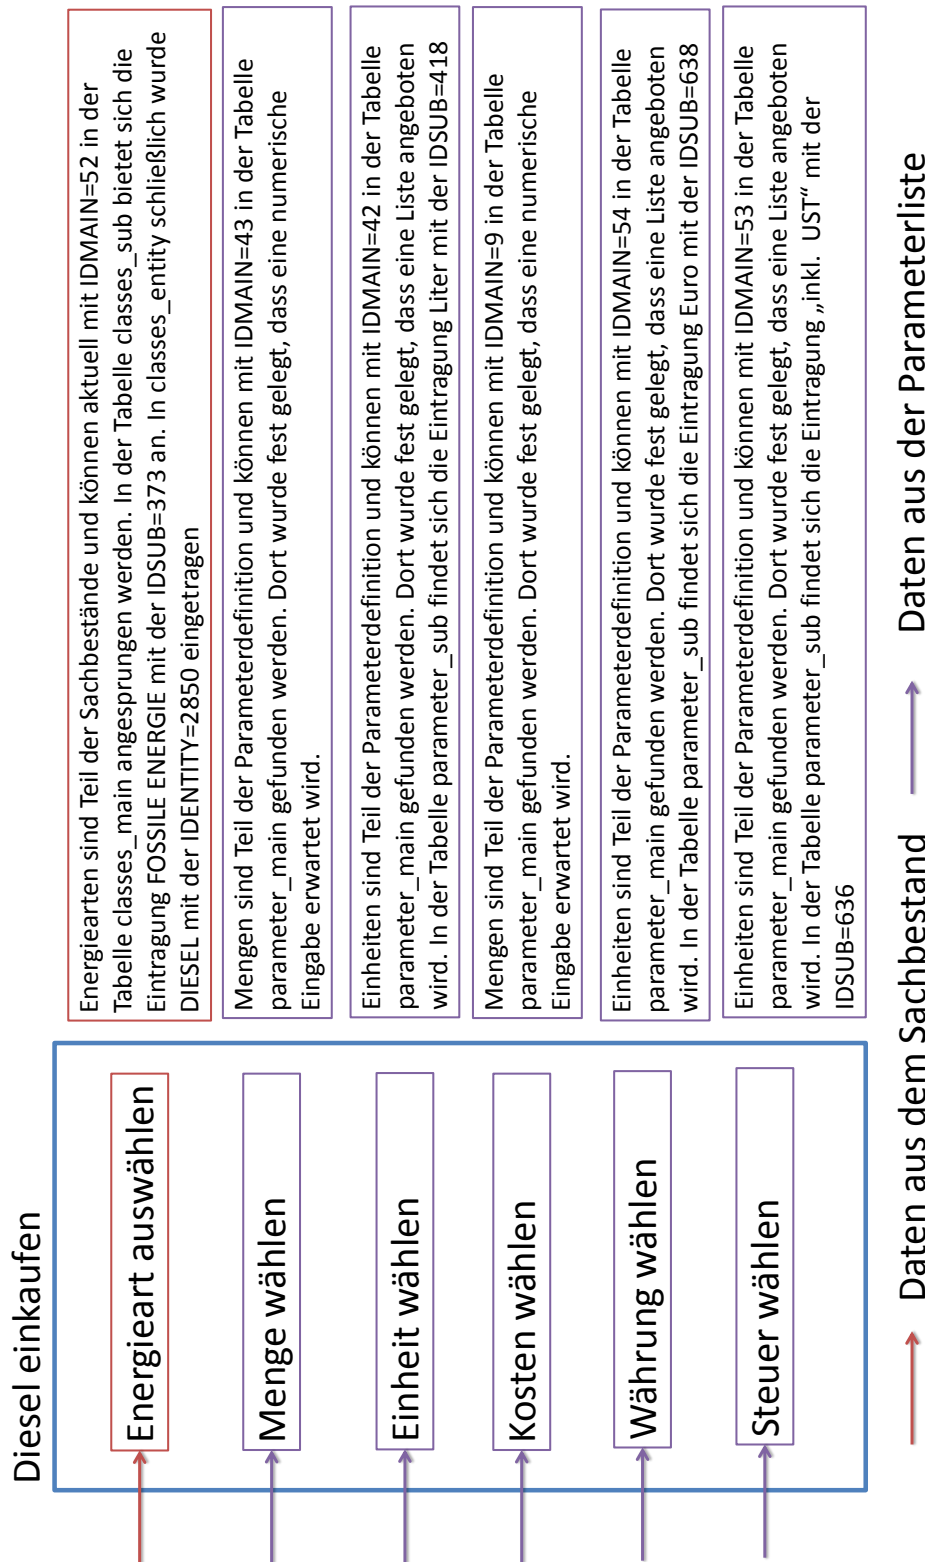 Diesel einkaufen
Energieart auswählen
Energiearten sind Teil der Sachbestände und können aktuell mit IDMAIN=52 in der
Tabelle classes_main angesprungen werden. In der Tabelle classes_sub bietet sich die
Eintragung FOSSILE ENERGIE mit der IDSUB=373 an. In classes_entity schließlich wurde
DIESEL mit der IDENTITY=2850 eingetragen
Menge wählen
Mengen sind Teil der Parameterdefinition und können mit IDMAIN=43 in der Tabelle
parameter_main gefunden werden. Dort wurde fest gelegt, dass eine numerische
Eingabe erwartet wird.
Einheit wählen
Einheiten sind Teil der Parameterdefinition und können mit IDMAIN=42 in der Tabelle
parameter_main gefunden werden. Dort wurde fest gelegt, dass eine Liste angeboten
wird. In der Tabelle parameter_sub findet sich die Eintragung Liter mit der IDSUB=418
Kosten wählen
Mengen sind Teil der Parameterdefinition und können mit IDMAIN=9 in der Tabelle
parameter_main gefunden werden. Dort wurde fest gelegt, dass eine numerische
Eingabe erwartet wird.
Währung wählen
Einheiten sind Teil der Parameterdefinition und können mit IDMAIN=54 in der Tabelle
parameter_main gefunden werden. Dort wurde fest gelegt, dass eine Liste angeboten
wird. In der Tabelle parameter_sub findet sich die Eintragung Euro mit der IDSUB=638
Steuer wählen
Einheiten sind Teil der Parameterdefinition und können mit IDMAIN=53 in der Tabelle
parameter_main gefunden werden. Dort wurde fest gelegt, dass eine Liste angeboten
wird. In der Tabelle parameter_sub findet sich die Eintragung „inkl. UST“ mit der
IDSUB=636
Daten aus dem Sachbestand
Daten aus der Parameterliste